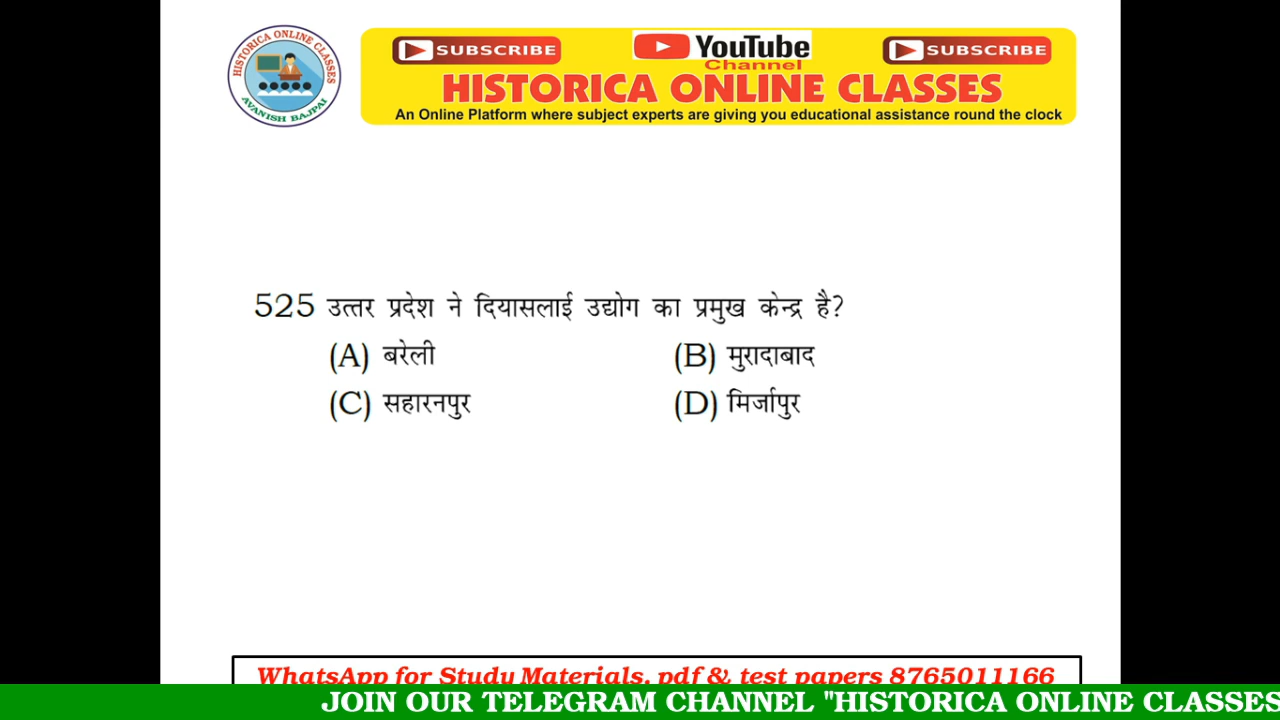 HISTORICA ONLINE CLASSES
AVANISH BAJPAI
SUBSCRIBE
YouTube
SUBSCRIBE
Channel
HISTORICA ONLINE CLASSES
An Online Platform where subject experts are giving you educational assistance round the clock
525 उत्तर प्रदेश ने दियासलाई उद्योग का प्रमुख केन्द्र है?
(A) बरेली
(B) मुरादाबाद
(C) सहारनपुर
(D) मिर्जापुर
WhatsApp for Study Materials, pdf & test papers 8765011166
JOIN OUR TELEGRAM CHANNEL "HISTORICA ONLINE CLASSES